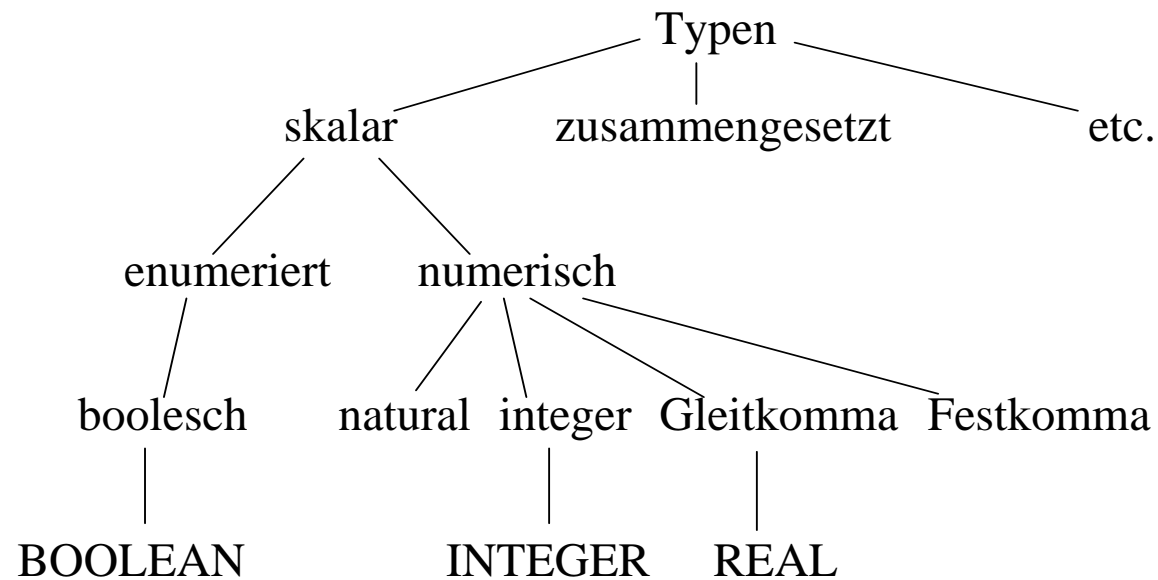 Typen
skalar zusammengesetzt etc.
enumeriert numerisch
boolesch natural integer Gleitkomma Festkomma
BOOLEAN INTEGER REAL